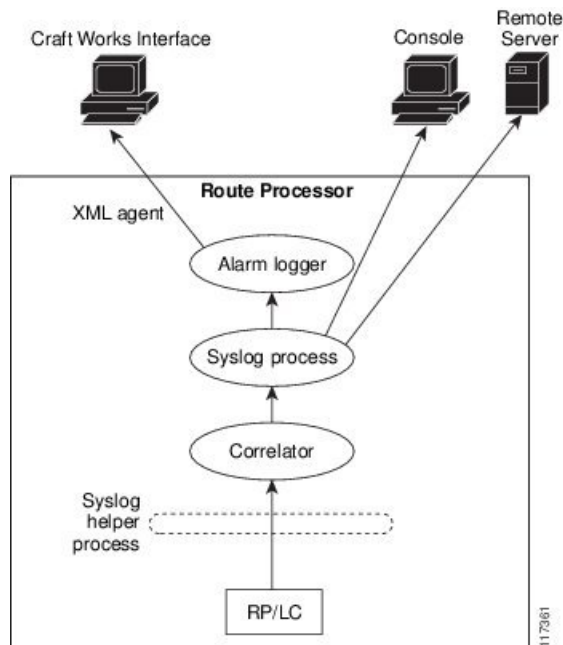 Craft Works Interface
Console
Remote
Server
Route Processor
XML agent
Alarm logger
Syslog process
Correlator
Syslog
helper
process
RP/LC
117361